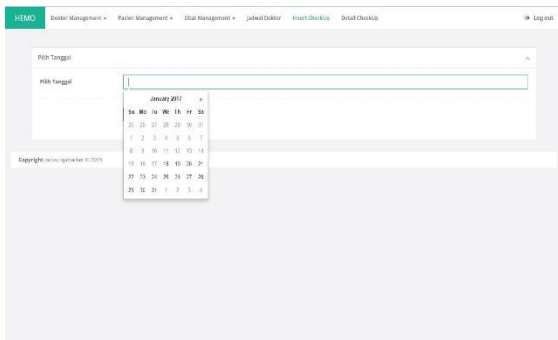 HEMO Dokter Management Pasien Management Obat Management Jadwal Dokter Insert CheckUp Detail CheckUp Log out
Pilih Tanggal
Pilih Tanggal
January 2017 »
Su Mo Tu We Th Fr Sa
25 26 27 28 29 30 31
1 2 3 4 5 6 7
8 9 10 11 12 13 14
15 16 17 18 19 20 21
22 23 24 25 26 27 28
29 30 31 1 2 3 4
Copyright © 2015